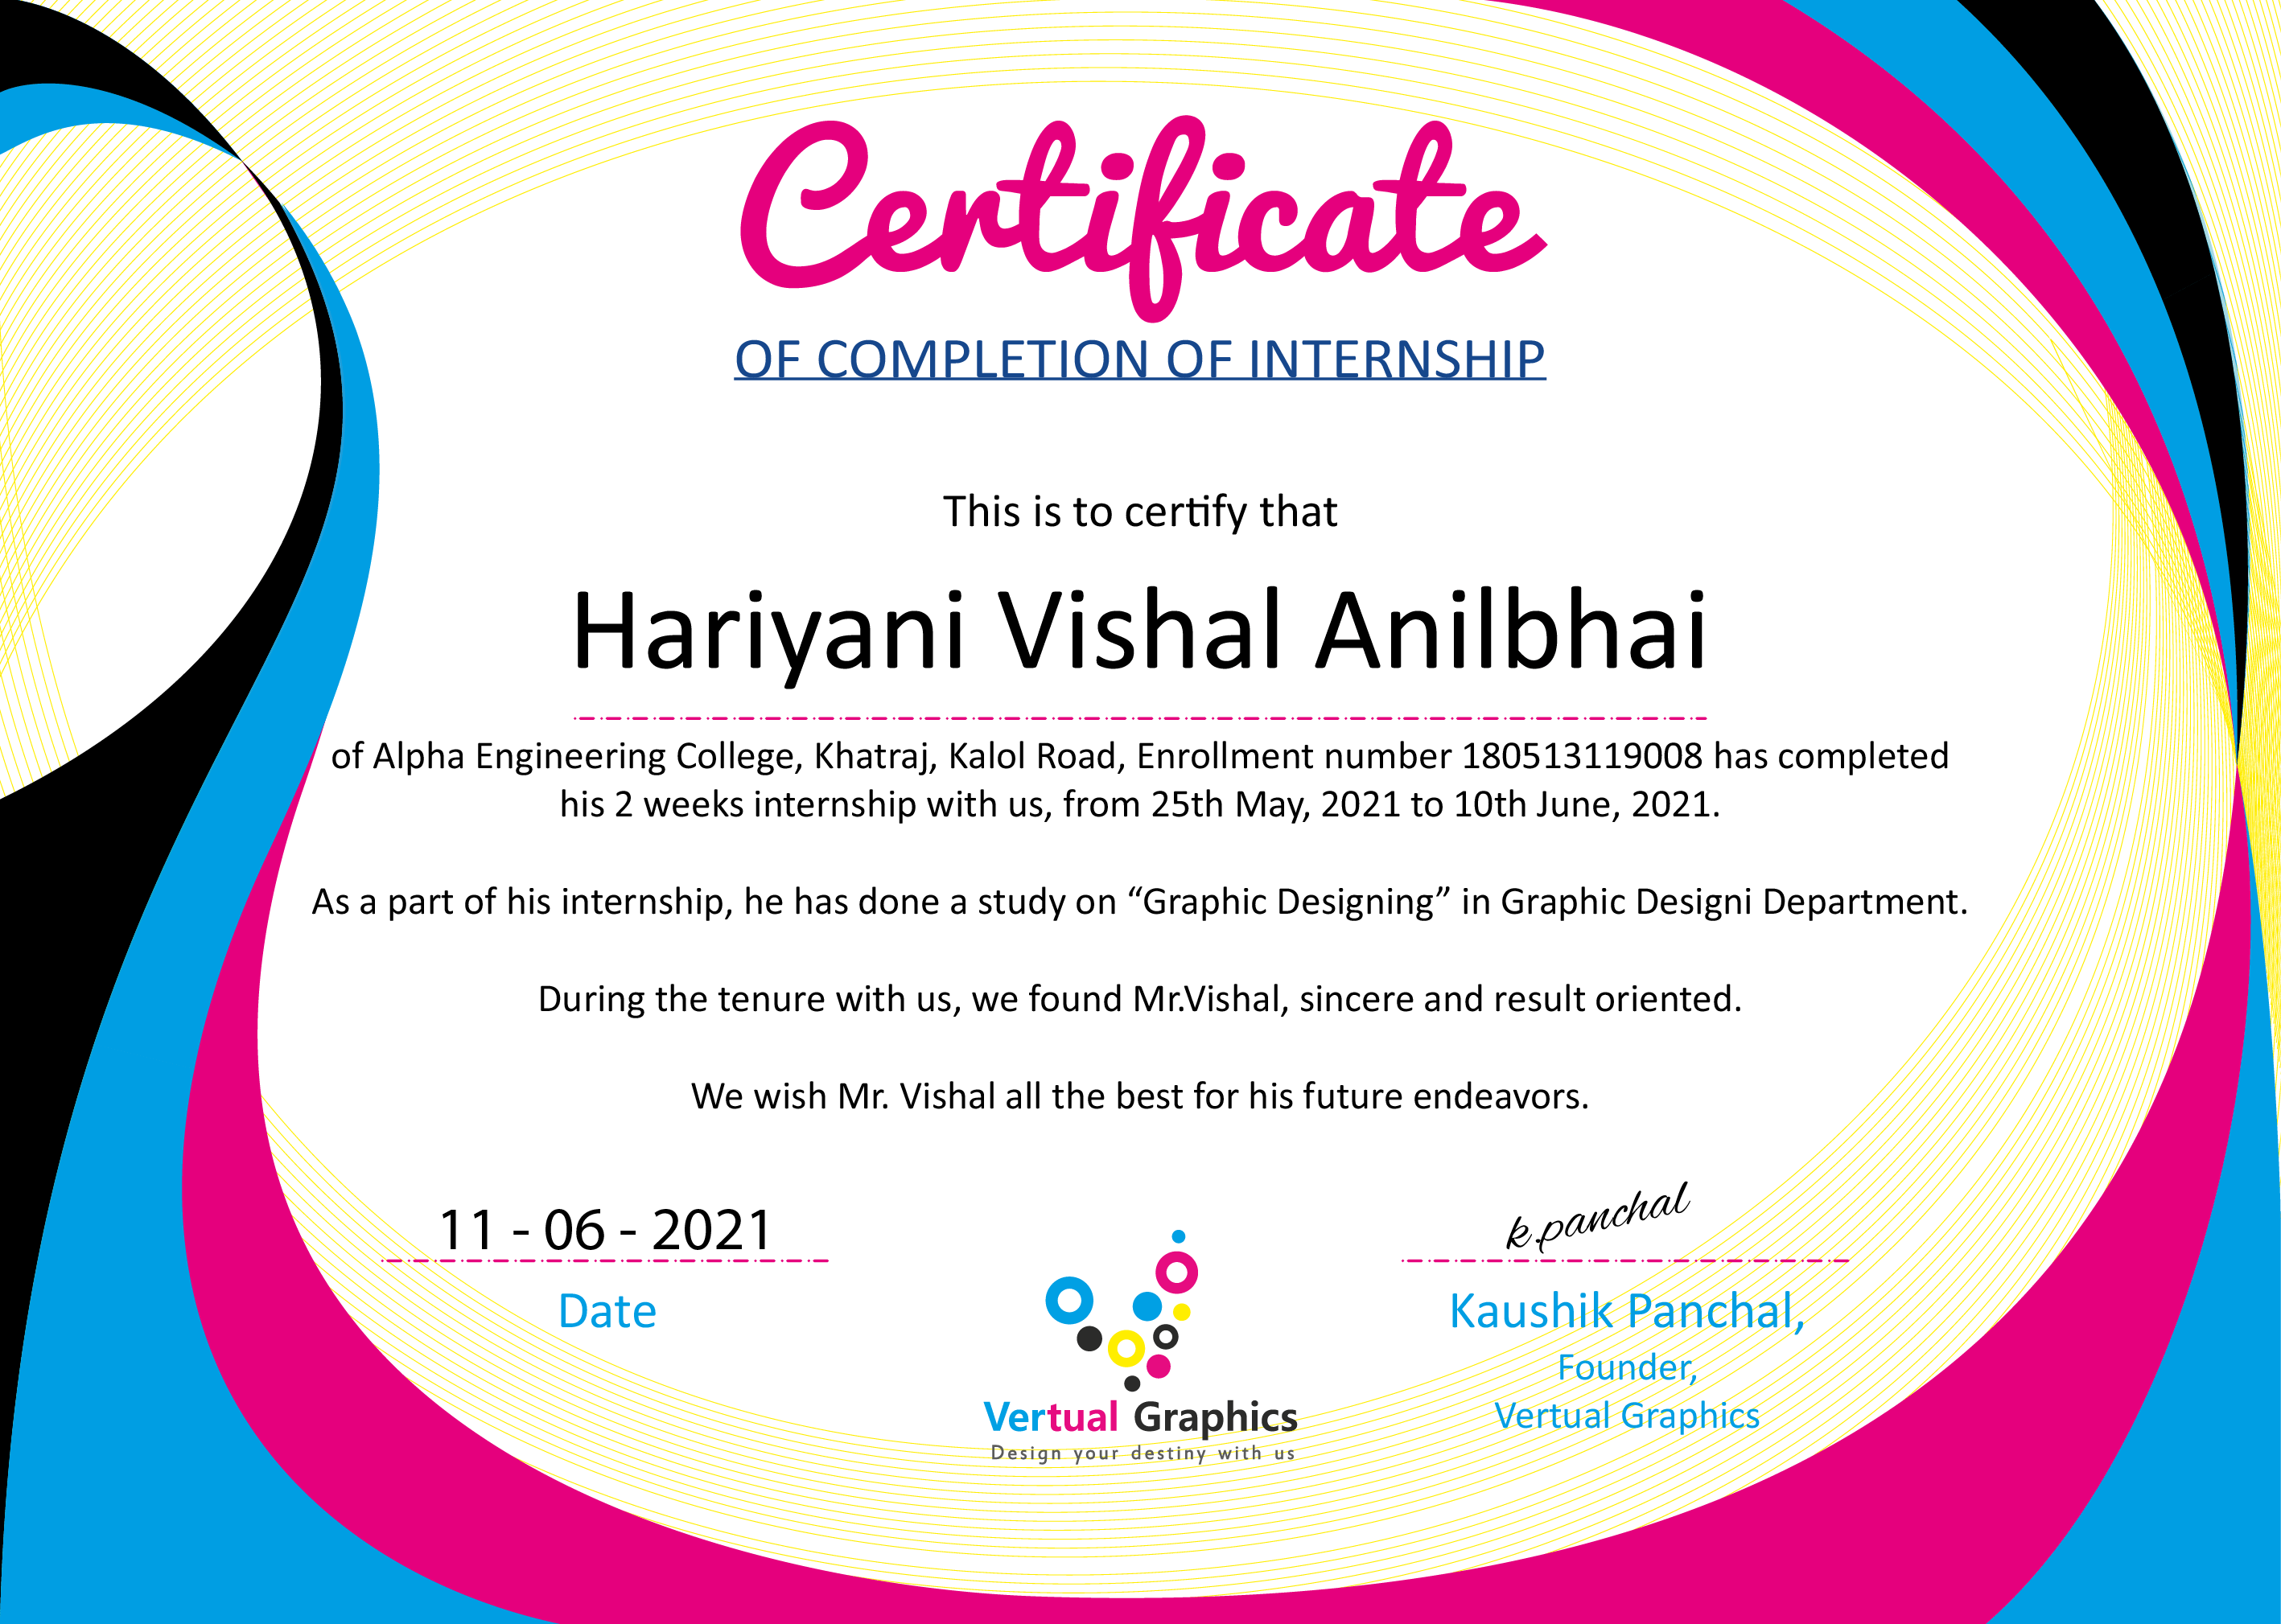 Certificate
OF COMPLETION OF INTERNSHIP
This is to certify that
Hariyani Vishal Anilbhai
of Alpha Engineering College, Khatraj, Kalol Road, Enrollment number 180513119008 has completed
his 2 weeks internship with us, from 25th May, 2021 to 10th June, 2021.
As a part of his internship, he has done a study on “Graphic Designing” in Graphic Designi Department.
During the tenure with us, we found Mr.Vishal, sincere and result oriented.
We wish Mr. Vishal all the best for his future endeavors.
11 - 06 - 2021
Date
Vertual Graphics
Design your destiny with us
k.panchal
Kaushik Panchal,
Founder,
Vertual Graphics